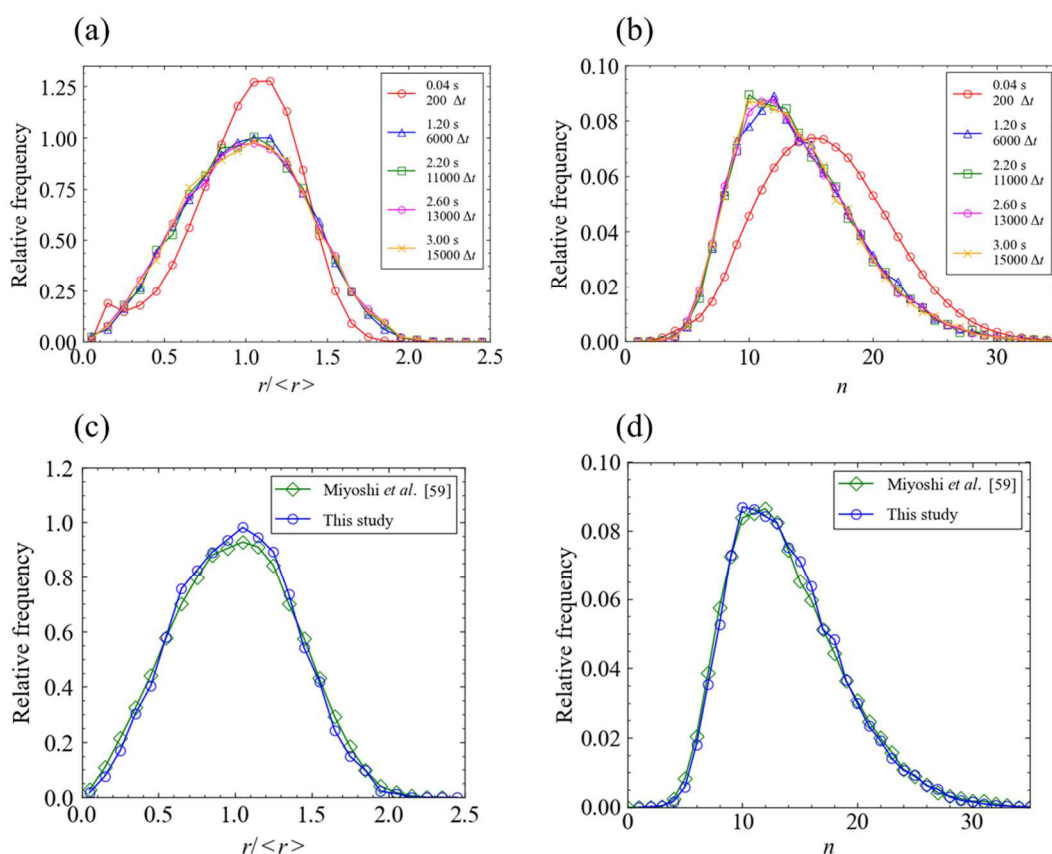 (a)
Relative frequency
1.25
1.00
0.75
0.50
0.25
0.00
0.0 0.5 1.0 1.5 2.0 2.5
r/<r>
0.04 s
200 Δt
1.20 s
6000 Δt
2.20 s
11000 Δt
2.60 s
13000 Δt
3.00 s
15000 Δt
(b)
Relative frequency
0.10
0.08
0.06
0.04
0.02
0.00
0 10 20 30
n
0.04 s
200 Δt
1.20 s
6000 Δt
2.20 s
11000 Δt
2.60 s
13000 Δt
3.00 s
15000 Δt
(c)
Relative frequency
1.2
1.0
0.8
0.6
0.4
0.2
0.0
0.0 0.5 1.0 1.5 2.0 2.5
r/<r>
Miyoshi et al. [59]
This study
(d)
Relative frequency
0.10
0.08
0.06
0.04
0.02
0.00
0 10 20 30
n
Miyoshi et al. [59]
This study